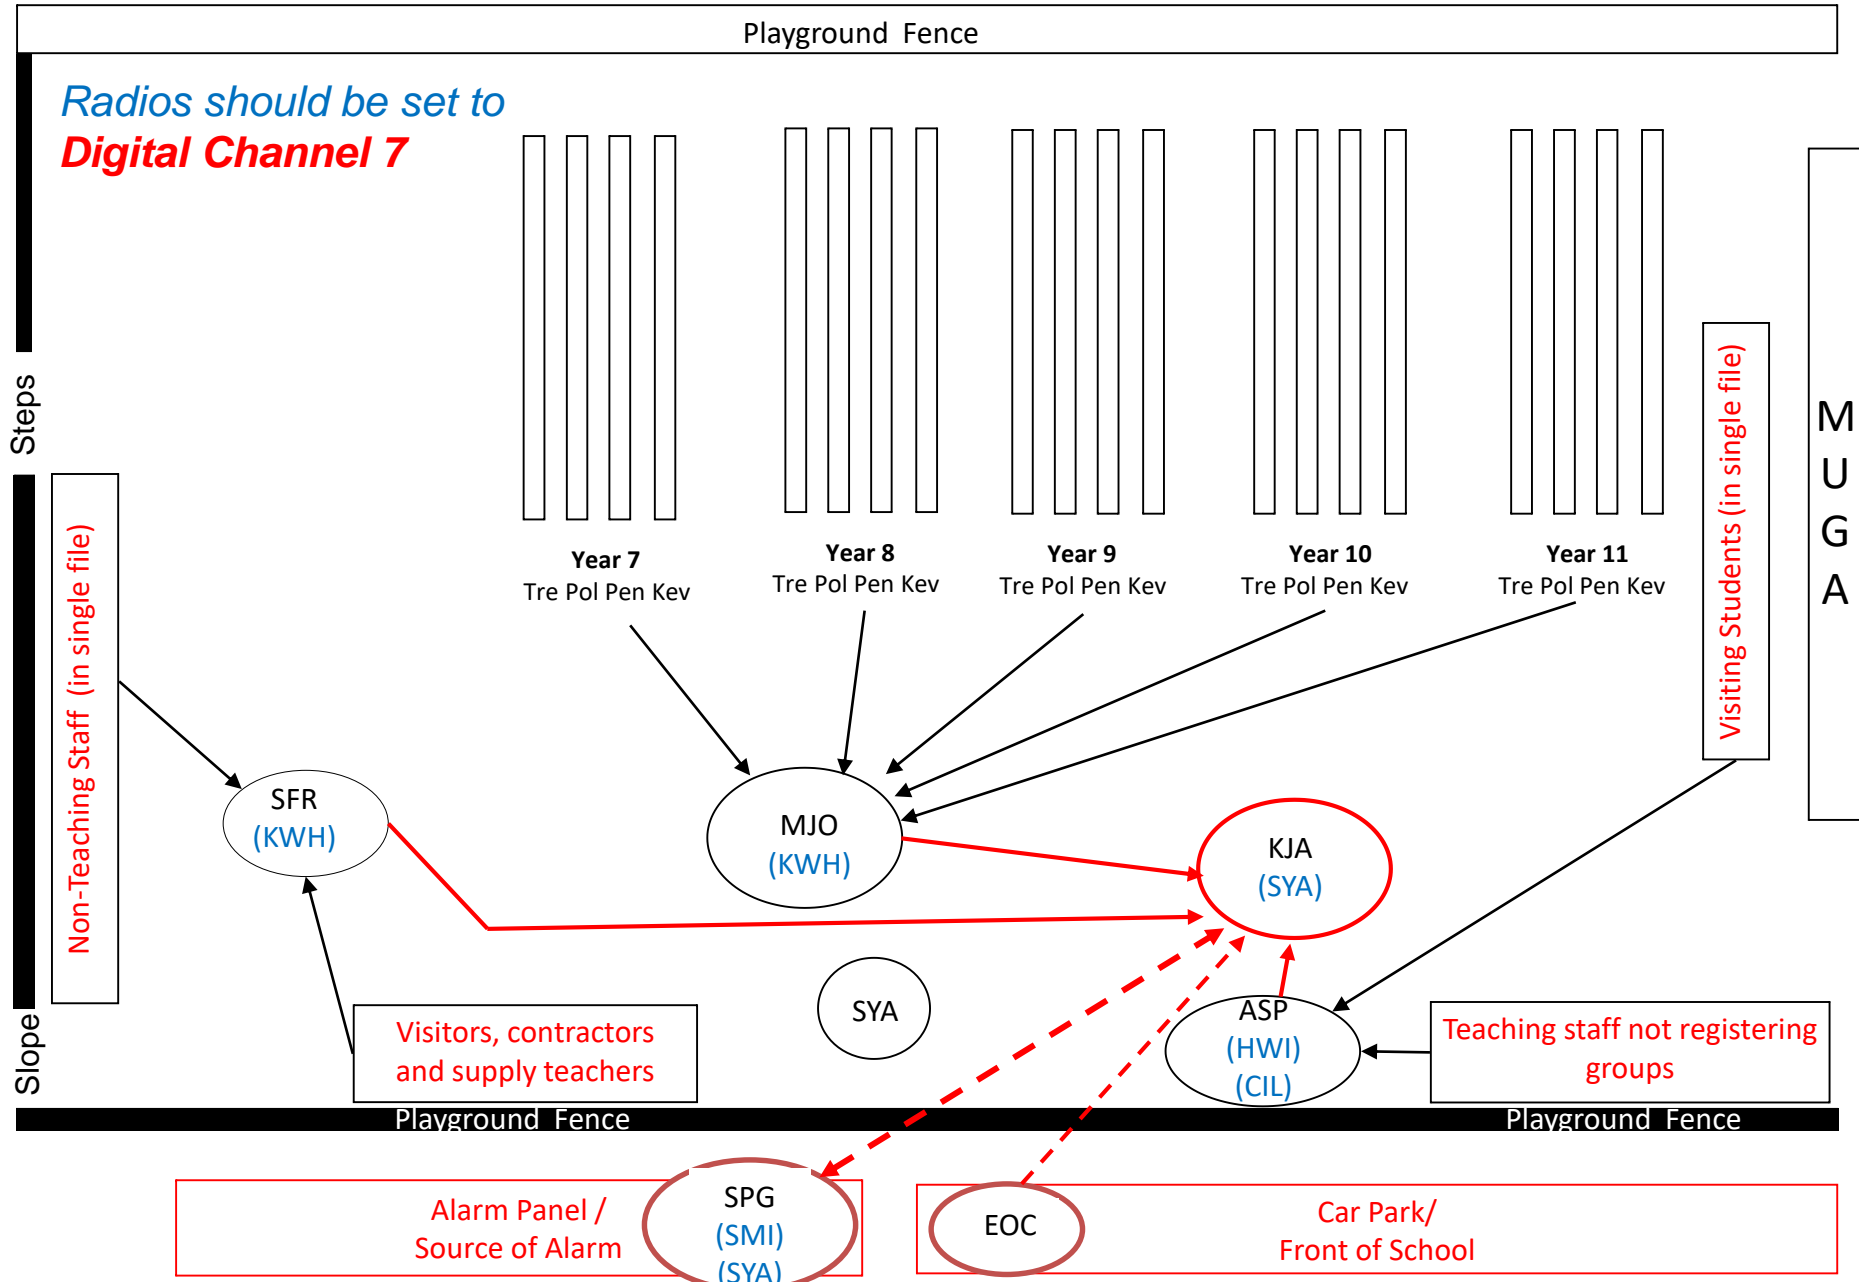 Playground  Fence
Radios should be set to
Digital Channel 7
Steps
Slope
Non-Teaching Staff  (in single file)
Year 7
Tre Pol Pen Kev
Year 8
Tre Pol Pen Kev
Year 9
Tre Pol Pen Kev
Year 10
Tre Pol Pen Kev
Year 11
Tre Pol Pen Kev
Visiting Students (in single file)
M
U
G
A
SFR
(KWH)
MJO
(KWH)
KJA
(SYA)
SYA
ASP
(HWI)
(CIL)
Visitors, contractors
and supply teachers
Teaching staff not registering
groups
Playground  Fence
Playground  Fence
Alarm Panel /
Source of Alarm
SPG
(SMI)
(SYA)
EOC
Car Park/
Front of School